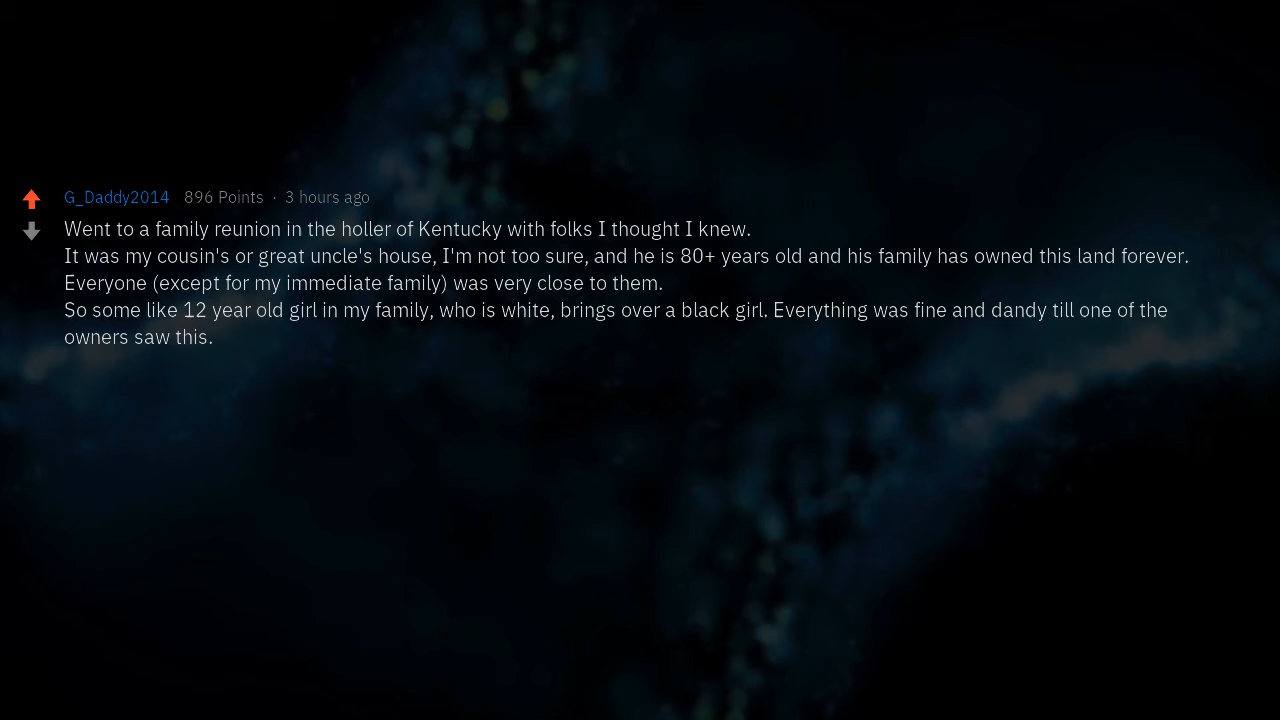 G_Daddy2014 896 Points · 3 hours ago
Went to a family reunion in the holler of Kentucky with folks I thought I knew.
It was my cousin's or great uncle's house, I'm not too sure, and he is 80+ years old and his family has owned this land forever.
Everyone (except for my immediate family) was very close to them.
So some like 12 year old girl in my family, who is white, brings over a black girl. Everything was fine and dandy till one of the
owners saw this.